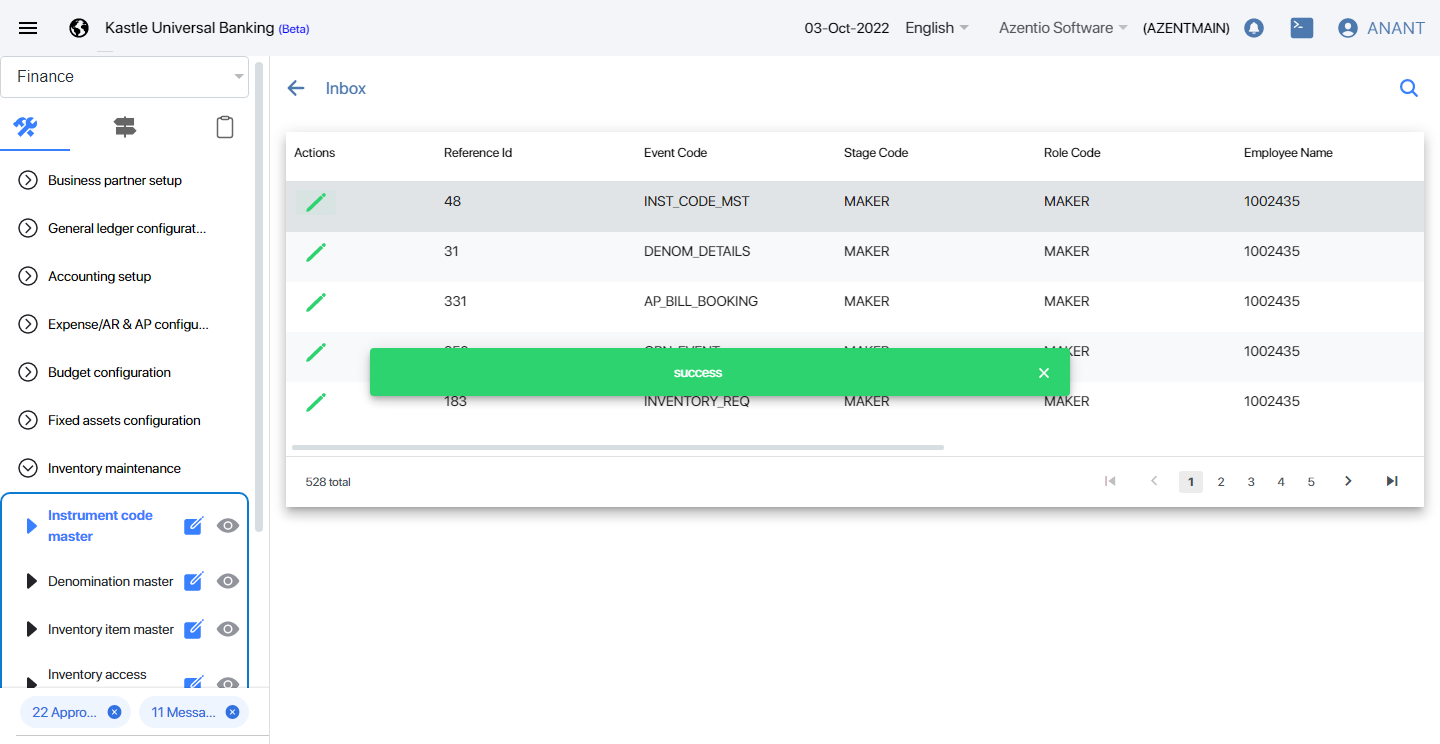 Kastle Universal Banking (Beta)
03-Oct-2022 English Azentio Software (AZENTMAIN) ANANT
Finance
Inbox
Business partner setup
General ledger configurat...
Accounting setup
Expense/AR & AP configu...
Budget configuration
Fixed assets configuration
Inventory maintenance
Instrument code
master
Denomination master
Inventory item master
Inventory access
22 Appro...
11 Messa...
Actions Reference Id Event Code Stage Code Role Code Employee Name
48 INST_CODE_MST MAKER MAKER 1002435
31 DENOM_DETAILS MAKER MAKER 1002435
331 AP_BILL_BOOKING MAKER MAKER 1002435
MAKER MAKER 1002435
success
183 INVENTORY_REQ MAKER MAKER 1002435
528 total
1 2 3 4 5